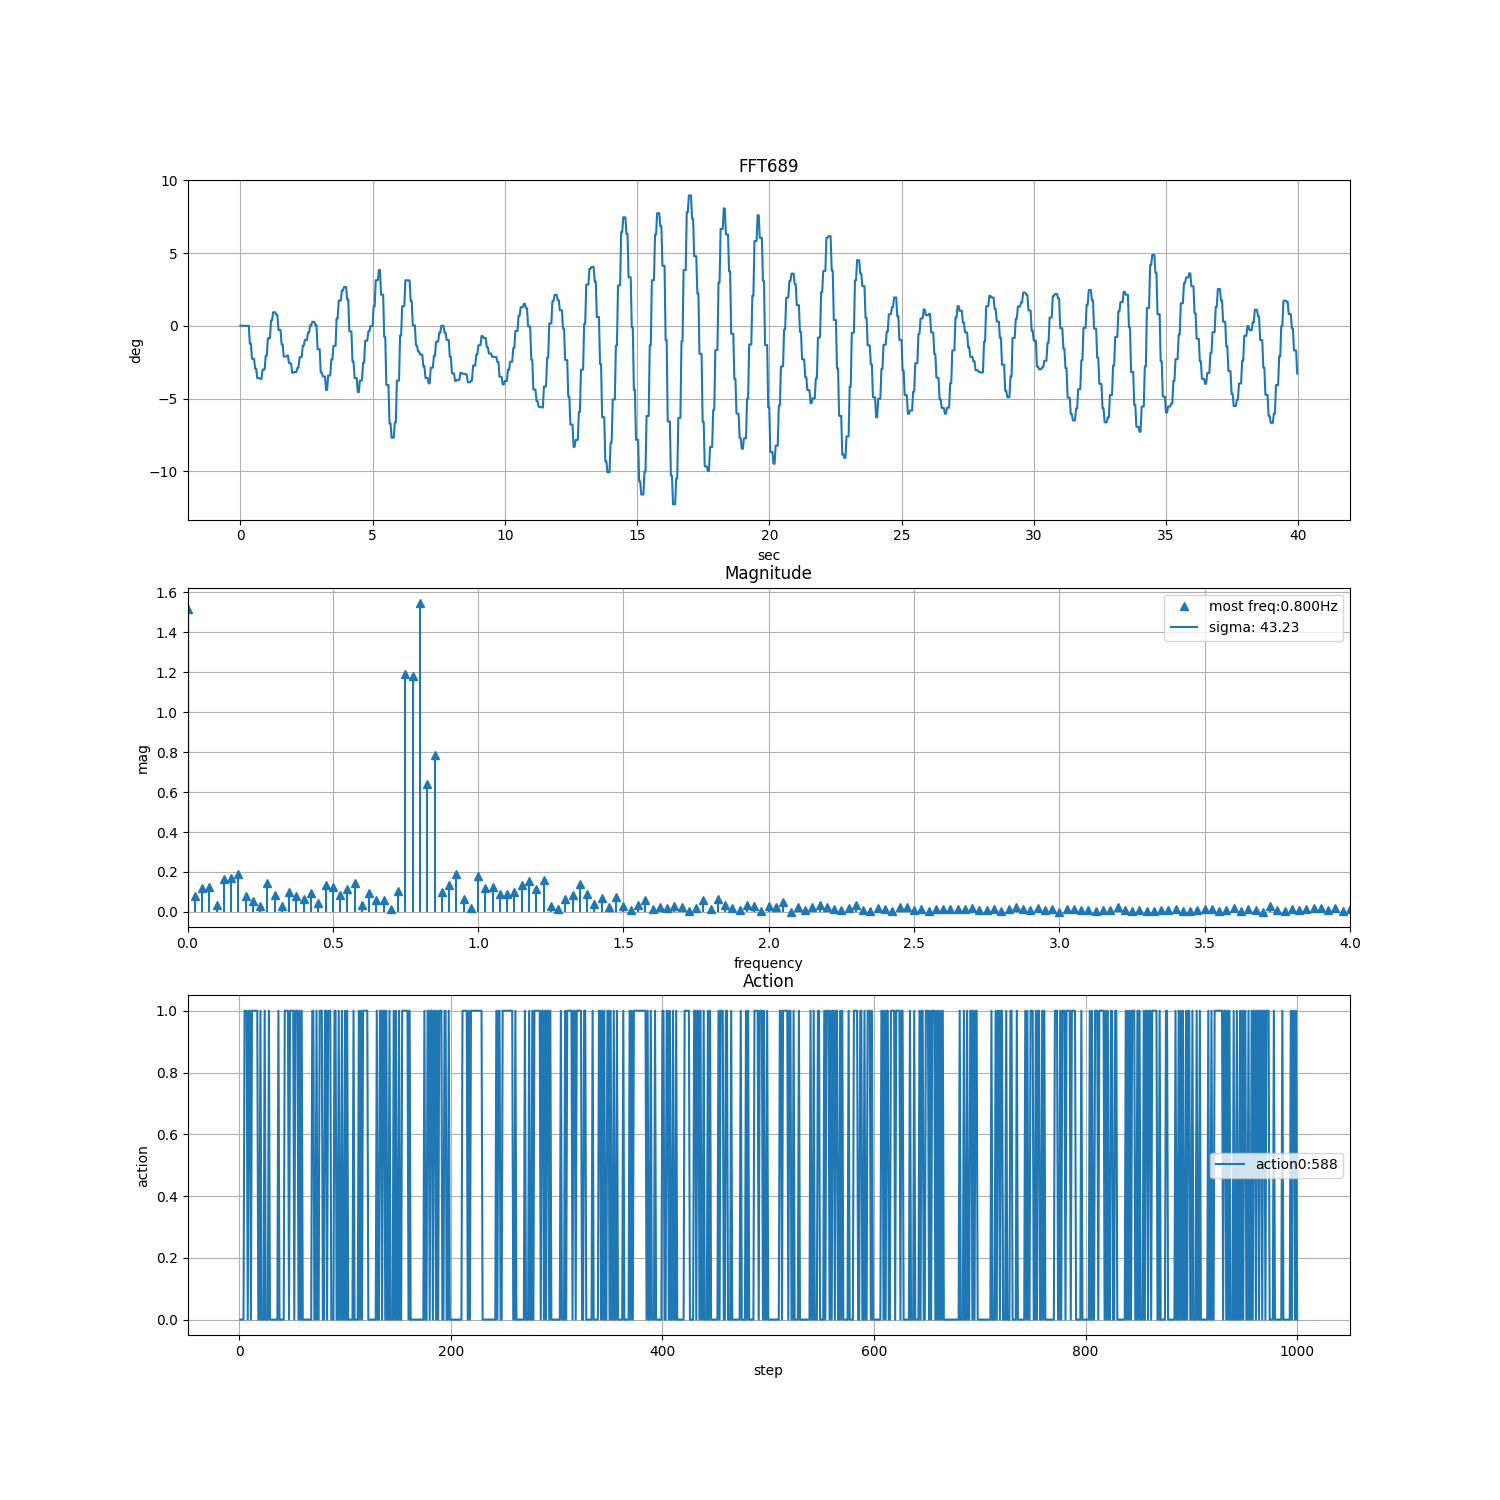 FFT689
10
5
0
−5
−10
deg
0 5 10 15 20 25 30 35 40
sec
Magnitude
1.6
1.4
1.2
1.0
0.8
0.6
0.4
0.2
0.0
mag
most freq:0.800Hz
sigma: 43.23
0.0 0.5 1.0 1.5 2.0 2.5 3.0 3.5 4.0
frequency
Action
1.0
0.8
0.6
0.4
0.2
0.0
action
action0:588
0 200 400 600 800 1000
step